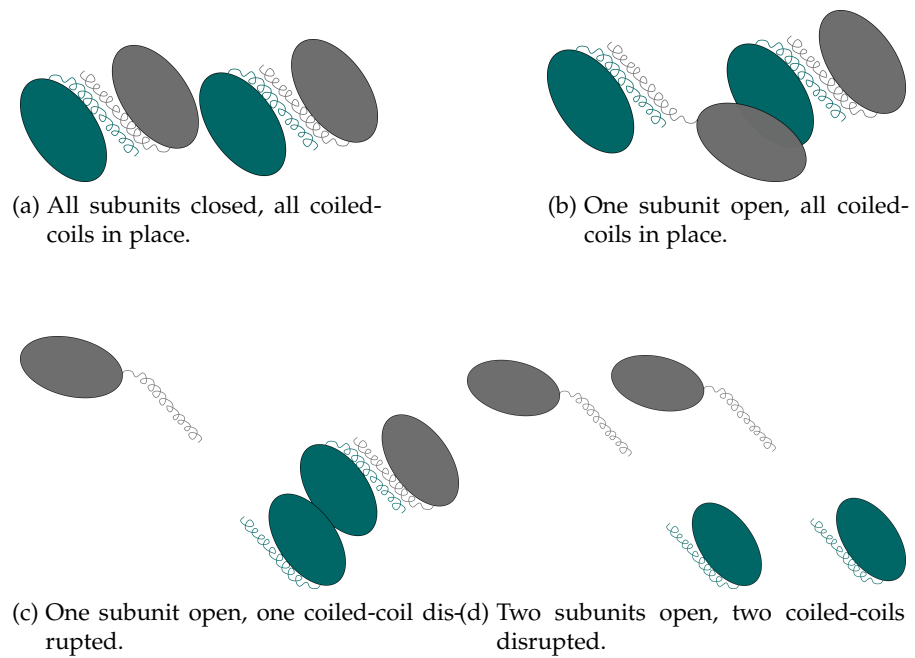 (a) All subunits closed, all coiled-
coils in place.
(b) One subunit open, all coiled-
coils in place.
(c) One subunit open, one coiled-coil dis-
rupted.
(d) Two subunits open, two coiled-coils
disrupted.